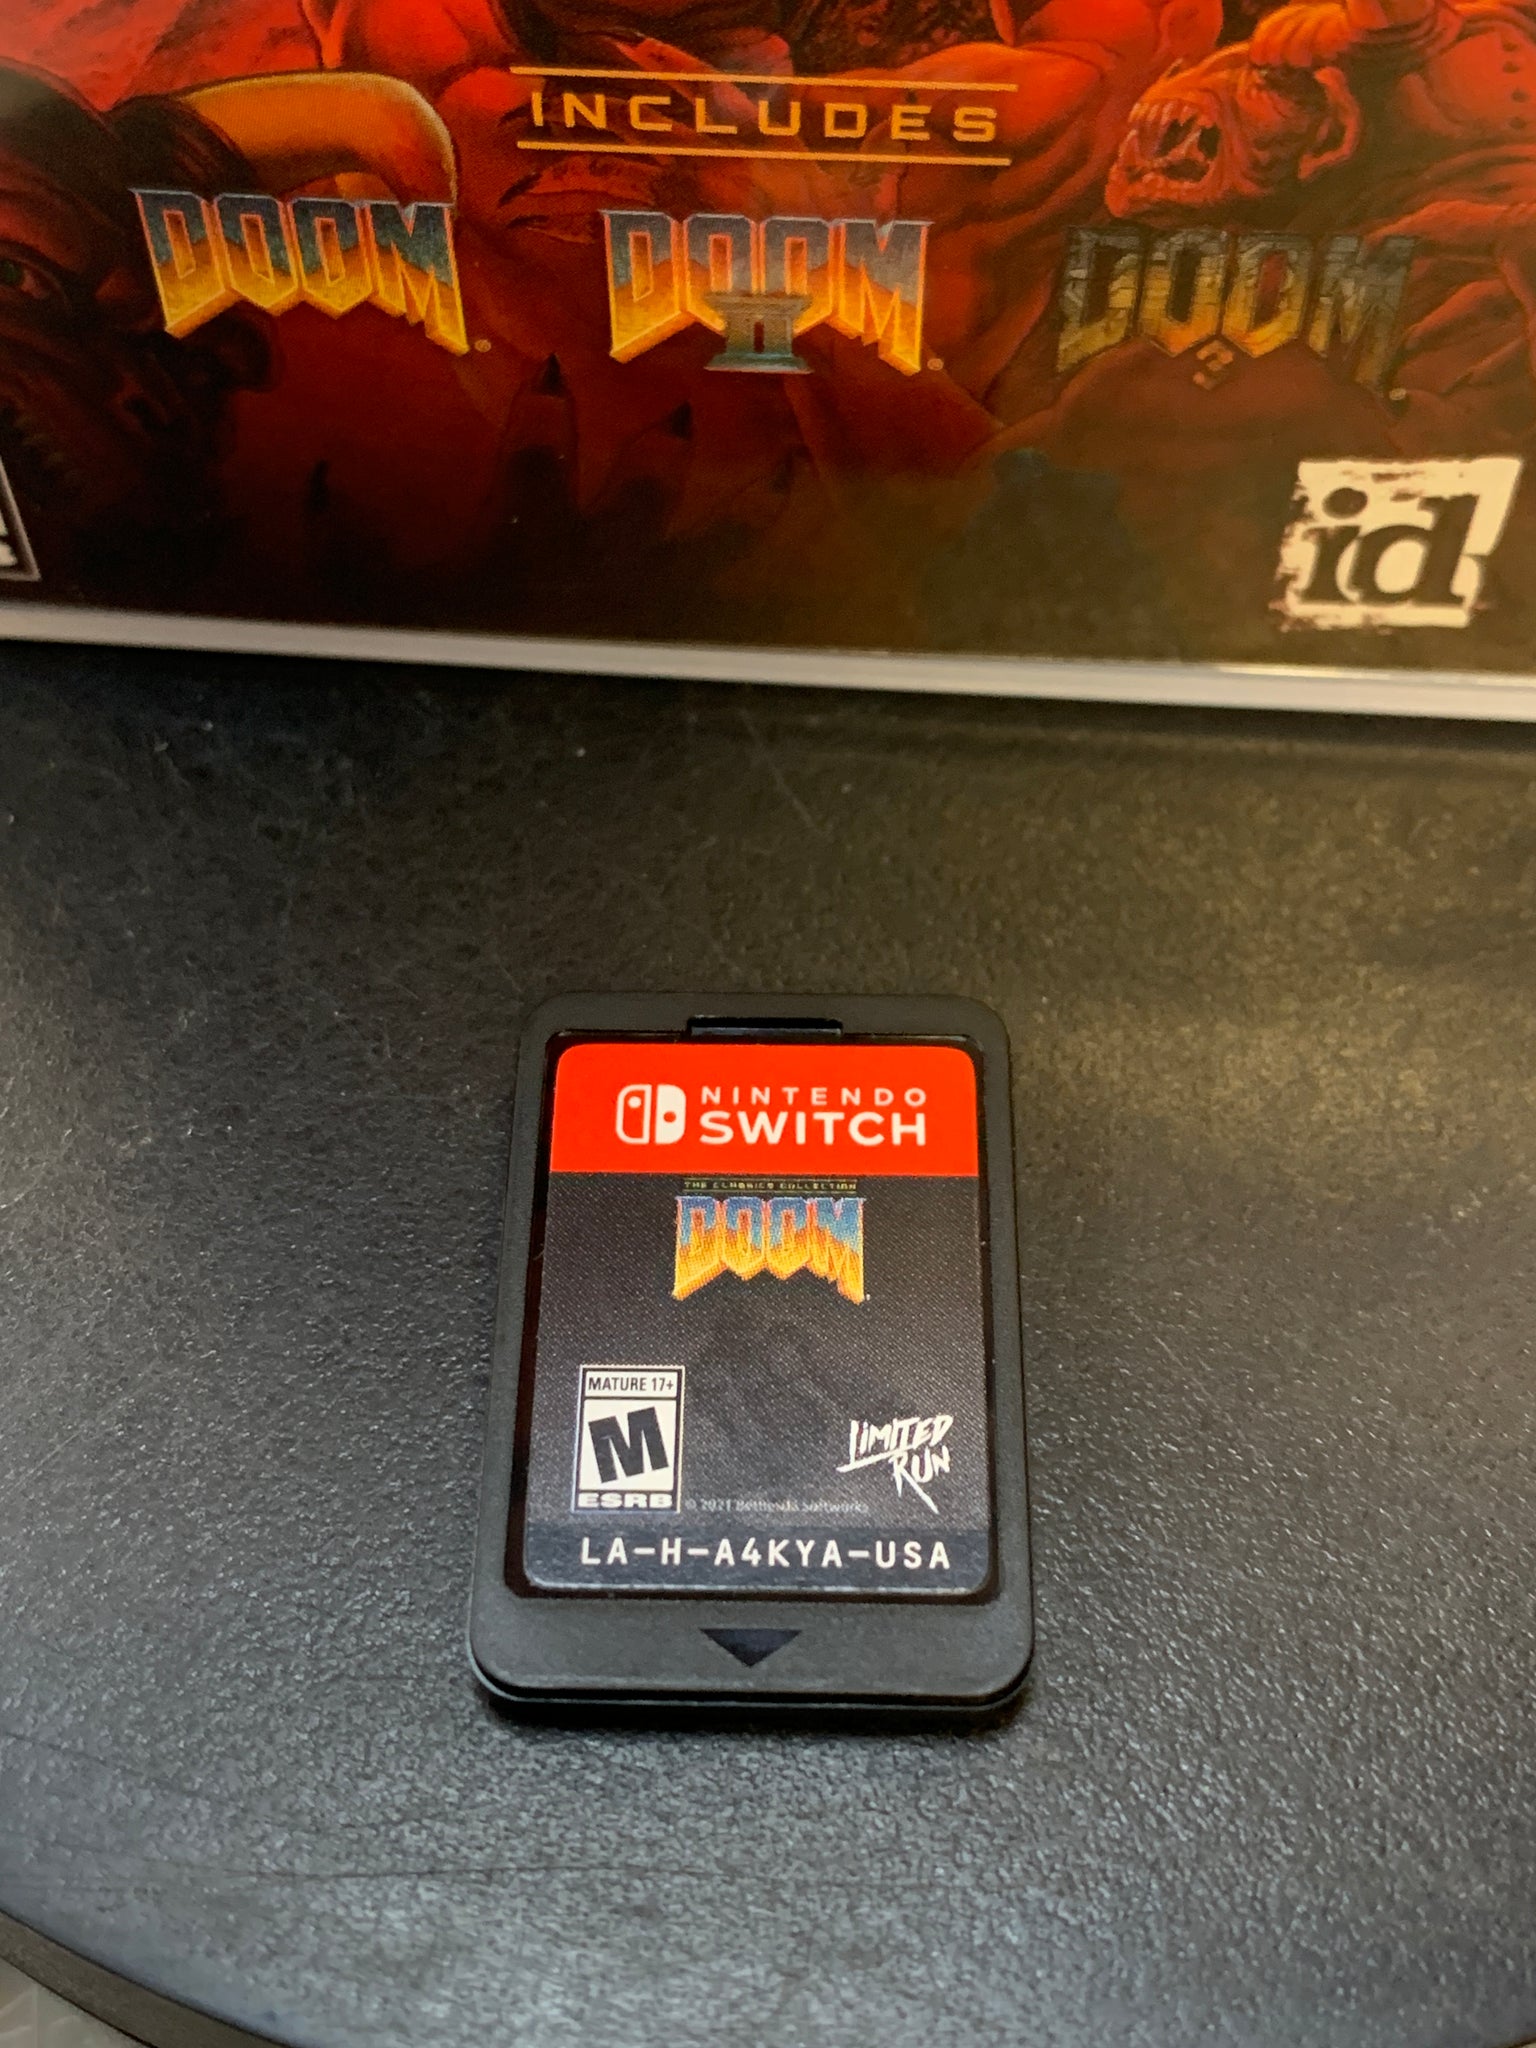 INCLUDES
DOOM
DOOM
II
DOOM
3
id
NINTENDO
SWITCH
THE CLASSICS COLLECTION
DOOM
MATURE 17+
M
ESRB
LIMITED
RUN
© 2021 Bethesda Softworks
LA-H-A4KYA-USA